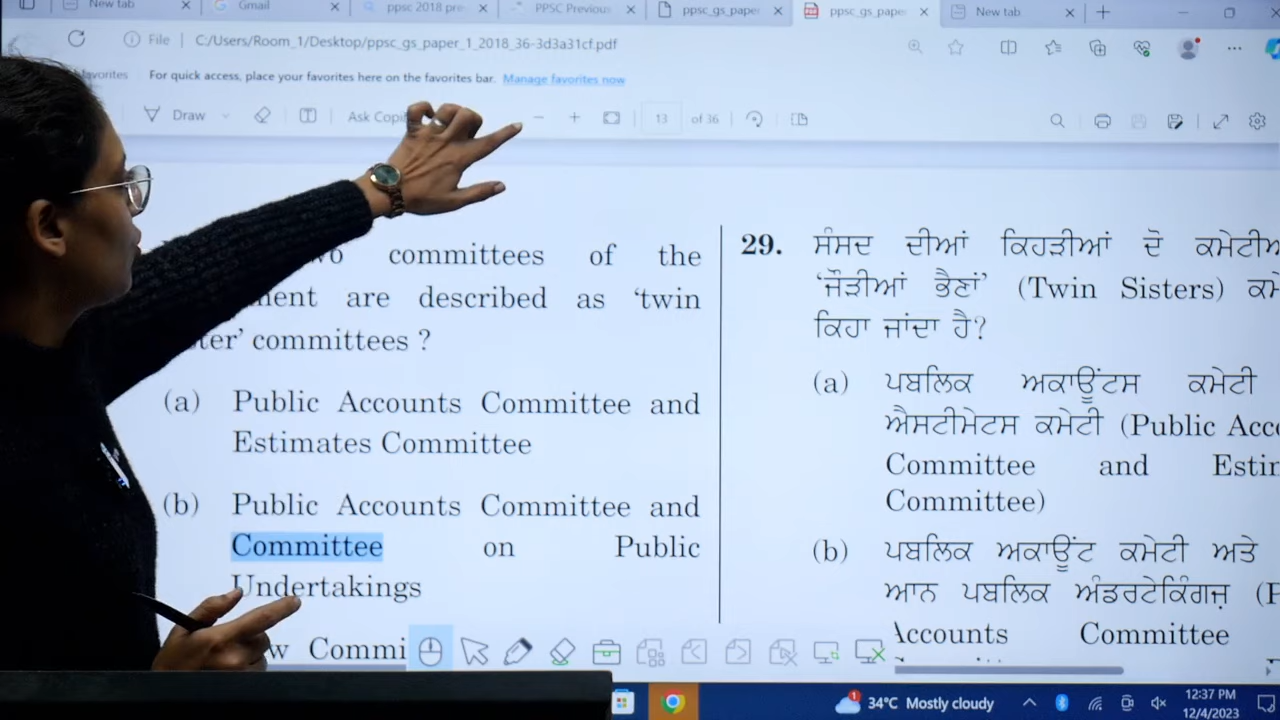 New tab
Gmail
ppsc 2018 pre
PPSC Previous
ppsc_gs_paper
ppsc_gs_pape
New tab
File
C:/Users/Room_1/Desktop/ppsc_gs_paper_1_2018_36-3d3a31cf.pdf
For quick access, place your favorites here on the favorites bar. Manage favorites now
Draw
Ask
13 of 36
committees of the
are described as ‘twin
committees ?
(a) Public Accounts Committee and
Estimates Committee
(b) Public Accounts Committee and
Committee on Public
Undertakings
29. ਸੰਸਦ ਦੀਆਂ ਕਿਹੜੀਆਂ ਦੋ
‘ਜੌੜੀਆਂ ਭੈਣਾਂ’ (Twin Sisters)
ਕਿਹਾ ਜਾਂਦਾ ਹੈ?
(a) ਪਬਲਿਕ ਅਕਾਊਂਟਸ ਕਮੇਟੀ
ਐਸਟੀਮੇਟਸ ਕਮੇਟੀ (Public
Committee and
Committee)
(b) ਪਬਲਿਕ ਅਕਾਊਂਟ ਕਮੇਟੀ ਅਤੇ
ਆਨ ਪਬਲਿਕ ਅੰਡਰਟੇਕਿੰਗਜ਼
Accounts Committee
1
34°C Mostly cloudy
12:37 PM
12/4/2023